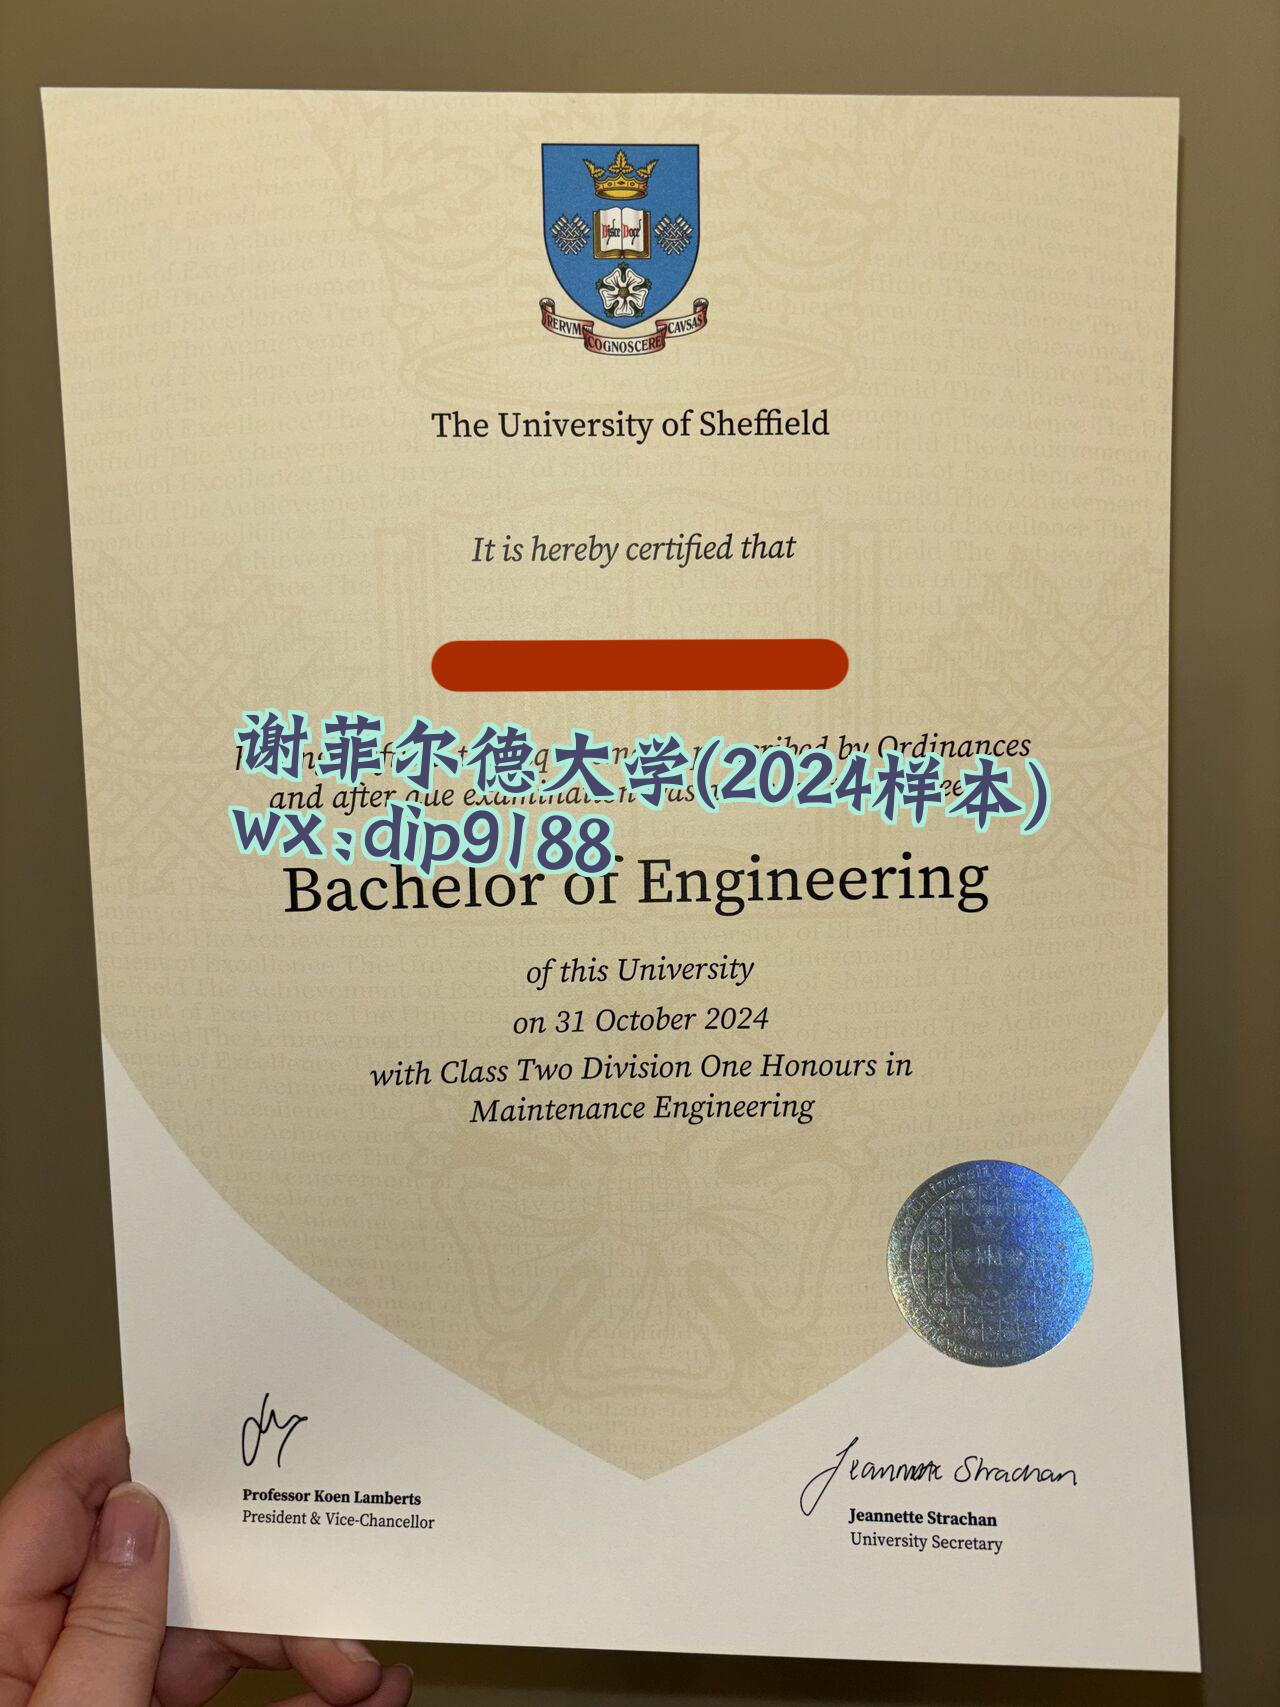 Disce Doce
RERVM COGNOSCERE CAVSAS
The University of Sheffield
It is hereby certified that
谢菲尔德大学(2024样本)
by Ordinances
and after due examination
wx:dip9188
Bachelor of Engineering
of this University
on 31 October 2024
with Class Two Division One Honours in
Maintenance Engineering
Professor Koen Lamberts
President & Vice-Chancellor
Jeannette Strachan
Jeannette Strachan
University Secretary